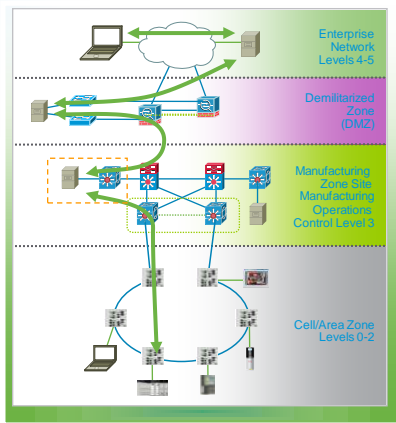 Enterprise
Network
Levels 4-5
Demilitarized
Zone
(DMZ)
Manufacturing
Zone Site
Manufacturing
Operations
Control Level 3
Cell/Area Zone
Levels 0-2